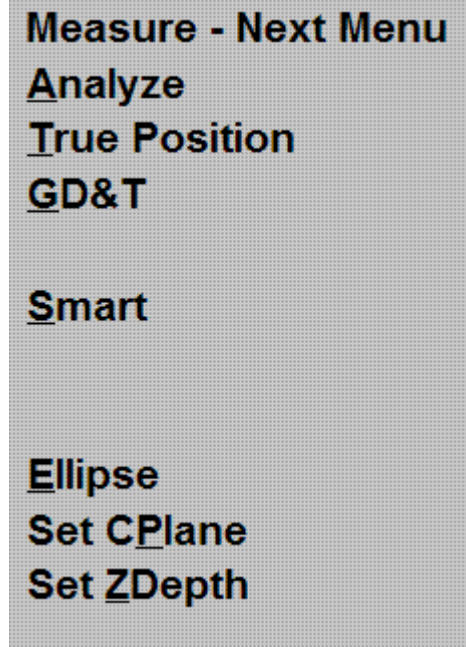 Measure - Next Menu
Analyze
True Position
GD&T
Smart
Ellipse
Set CPlane
Set ZDepth